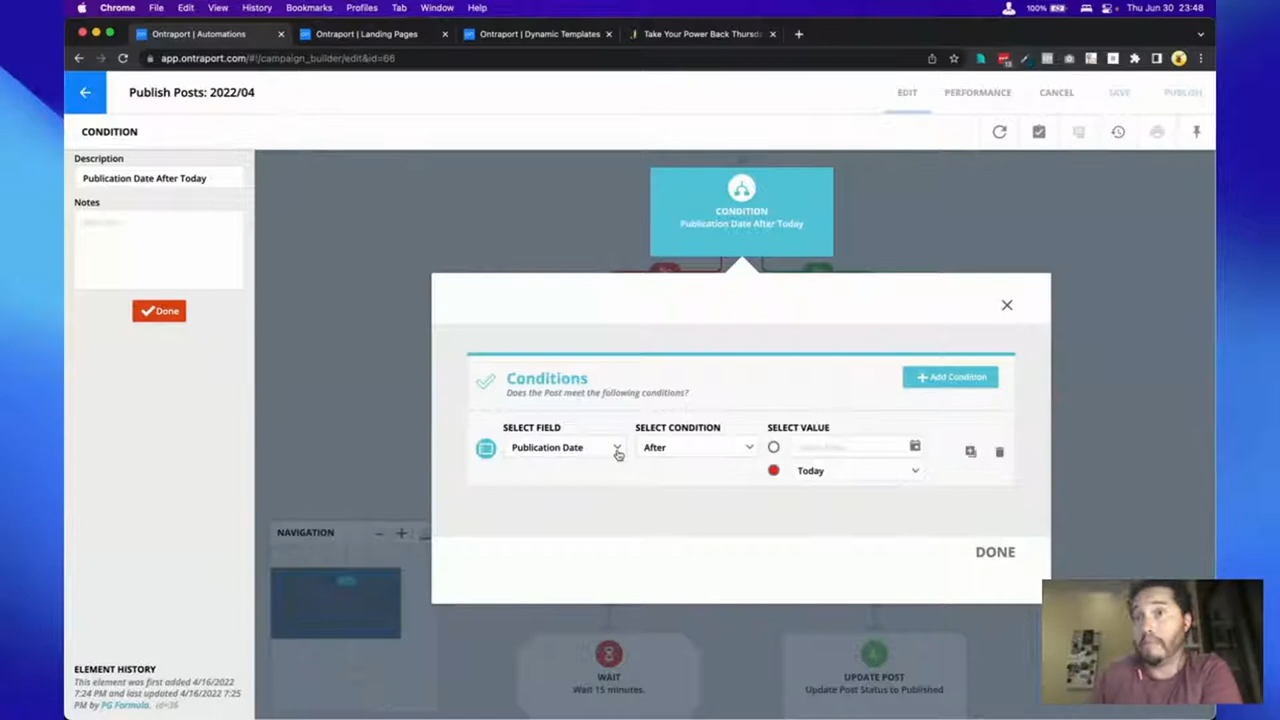 Chrome File Edit View History Bookmarks Profiles Tab Window Help 100% Thu Jun 30 23:48
Ontraport | Automations Ontraport | Landing Pages Ontraport | Dynamic Templates Take Your Power Back Thursd
app.ontraport.com/#!/campaign_builder/edit&id=66
Publish Posts: 2022/04 EDIT PERFORMANCE CANCEL SAVE PUBLISH
CONDITION
Description
Publication Date After Today
Notes
Done
CONDITION
Publication Date After Today
Conditions
Does the Post meet the following conditions?
Add Condition
SELECT FIELD SELECT CONDITION SELECT VALUE
Publication Date After
Today
DONE
NAVIGATION
WAIT
Wait 15 minutes.
UPDATE POST
Update Post Status to Published
ELEMENT HISTORY
This element was first added 4/16/2022
7:24 PM and last updated 4/16/2022 7:25
PM by PG Formula. id=36